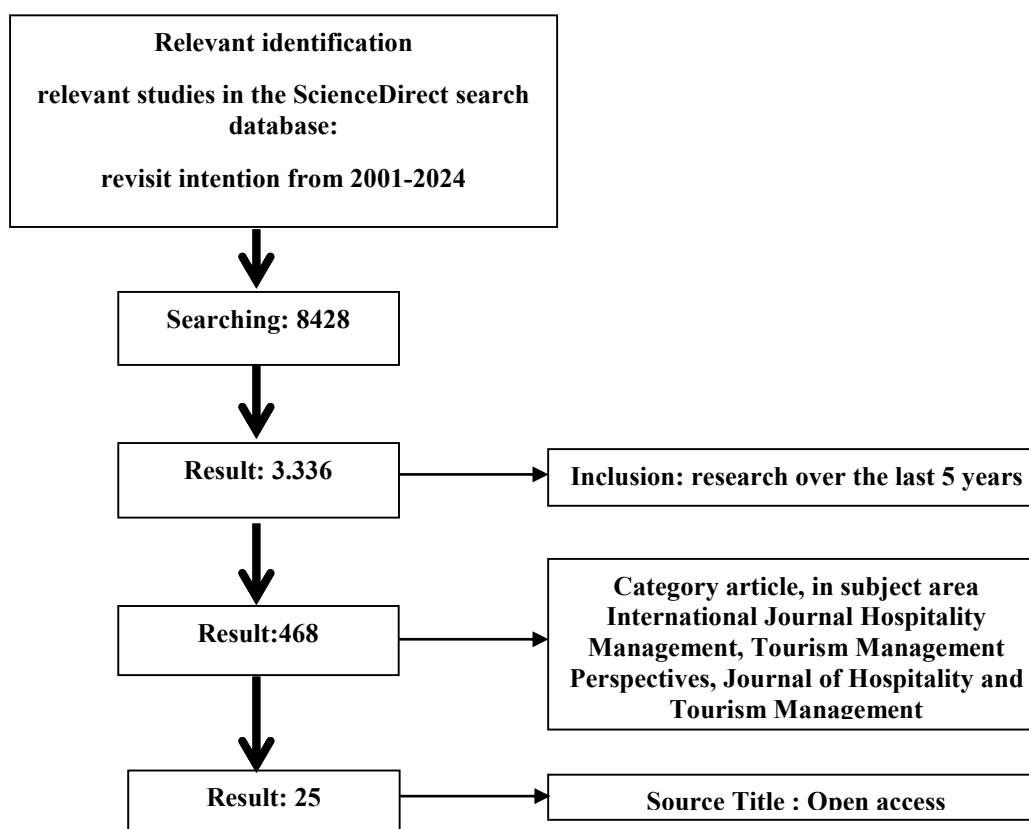 Relevant identification
relevant studies in the ScienceDirect search
database:
revisit intention from 2001-2024
Searching: 8428
Result: 3.336
Inclusion: research over the last 5 years
Result:468
Category article, in subject area
International Journal Hospitality
Management, Tourism Management
Perspectives, Journal of Hospitality and
Tourism Management
Result: 25
Source Title : Open access